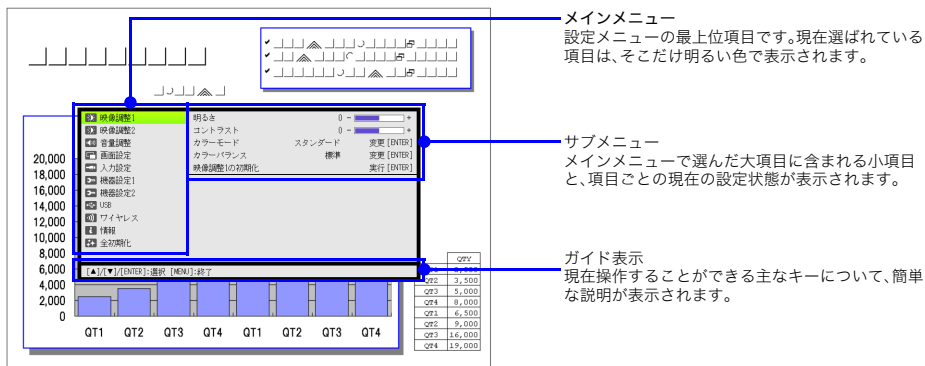 メインメニュー
設定メニューの最上位項目です。現在選ばれている
項目は、そこだけ明るい色で表示されます。
サブメニュー
メインメニューで選んだ大項目に含まれる小項目
と、項目ごとの現在の設定状態が表示されます。
ガイド表示
現在操作することができる主なキーについて、簡単
な説明が表示されます。
映像調整1
映像調整2
音量調整
画面設定
入力設定
機器設定1
機器設定2
USB
ワイヤレス
情報
全初期化
明るさ 0 − +
コントラスト 0 − +
カラーモード スタンダード 変更[ENTER]
カラーバランス 標準 変更[ENTER]
映像調整1の初期化 実行[ENTER]
[▲]/[▼]/[ENTER]:選択 [MENU]:終了
20,000
18,000
16,000
14,000
12,000
10,000
8,000
6,000
4,000
2,000
0
QT1 QT2 QT3 QT4 QT1 QT2 QT3 QT4
QTY
QT2 3,500
QT3 5,000
QT4 8,000
QT1 6,500
QT2 9,000
QT3 16,000
QT4 19,000